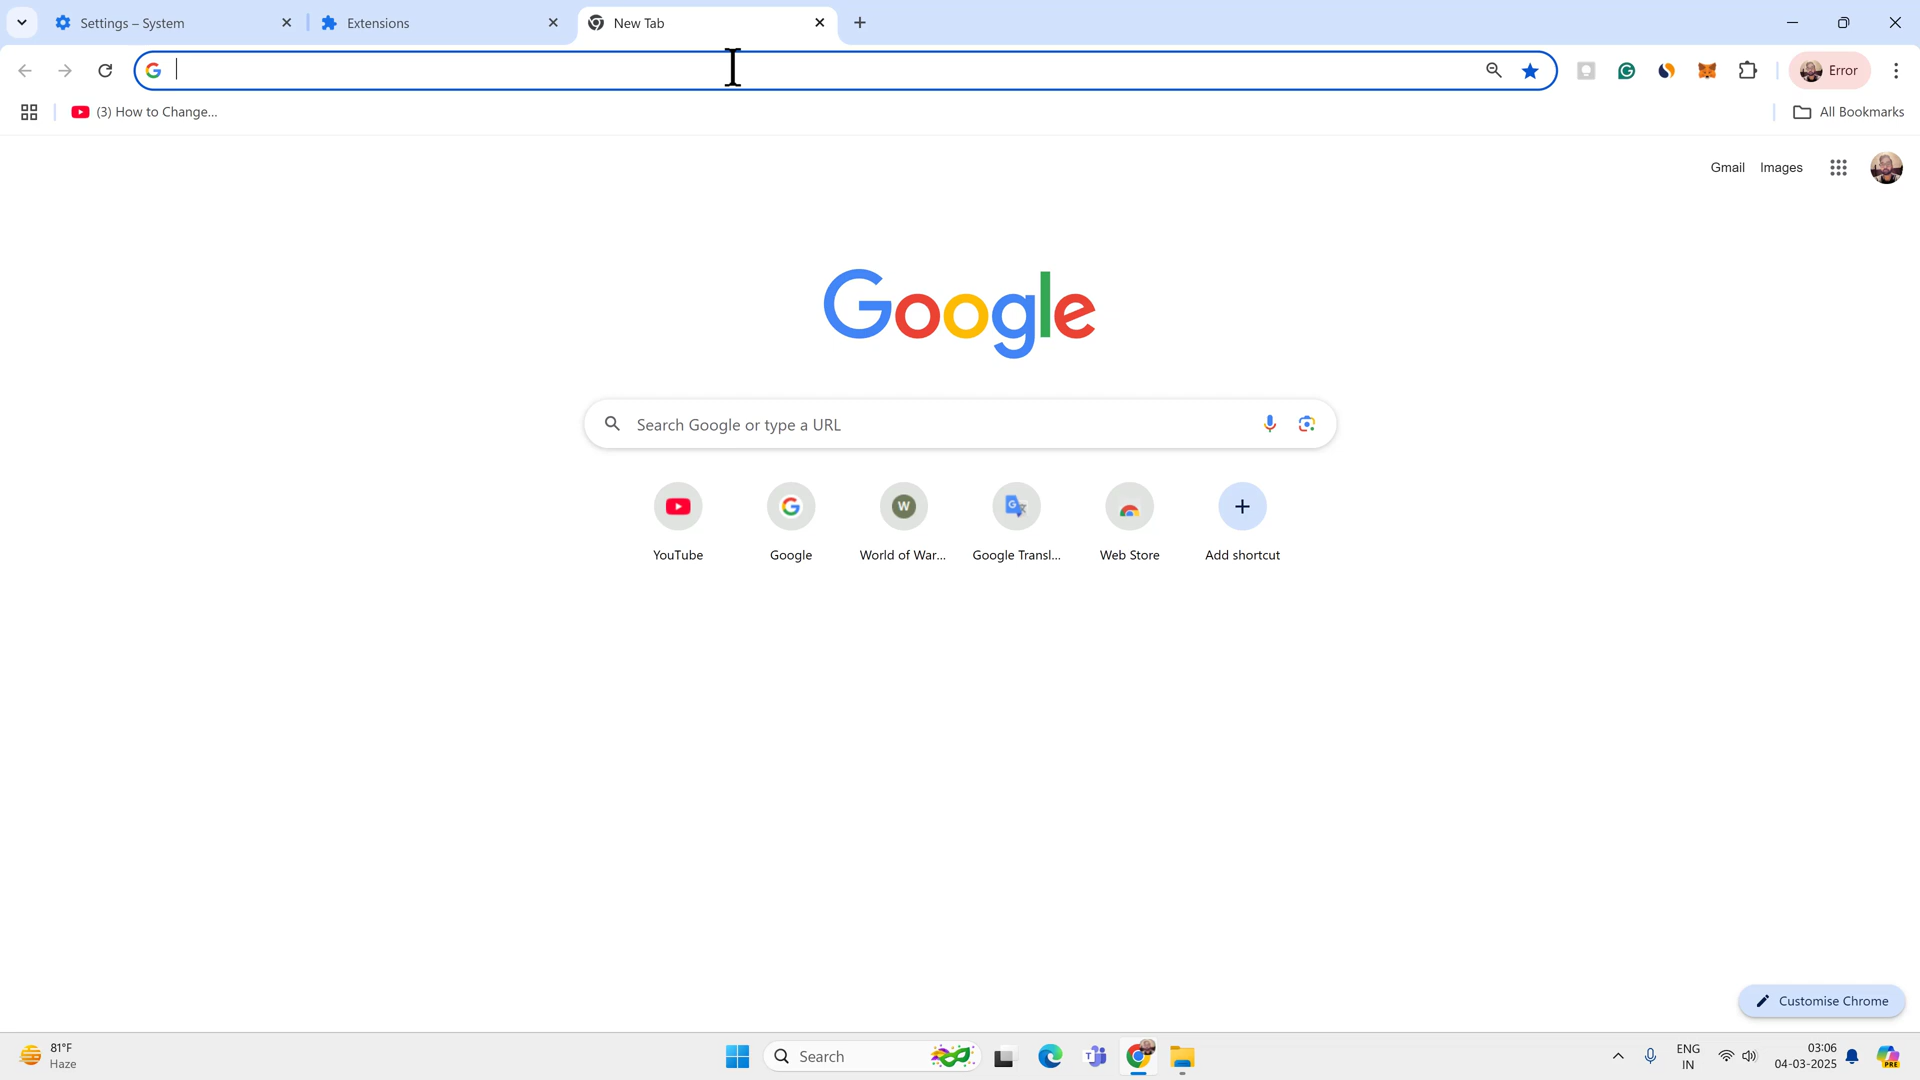 Settings – System
Extensions
New Tab
Error
(3) How to Change...
All Bookmarks
Gmail
Images
Google
Search Google or type a URL
W
YouTube
Google
World of War...
Google Transl...
Web Store
Add shortcut
Customise Chrome
81°F
Haze
Search
ENG
IN
03:06
04-03-2025
PRE